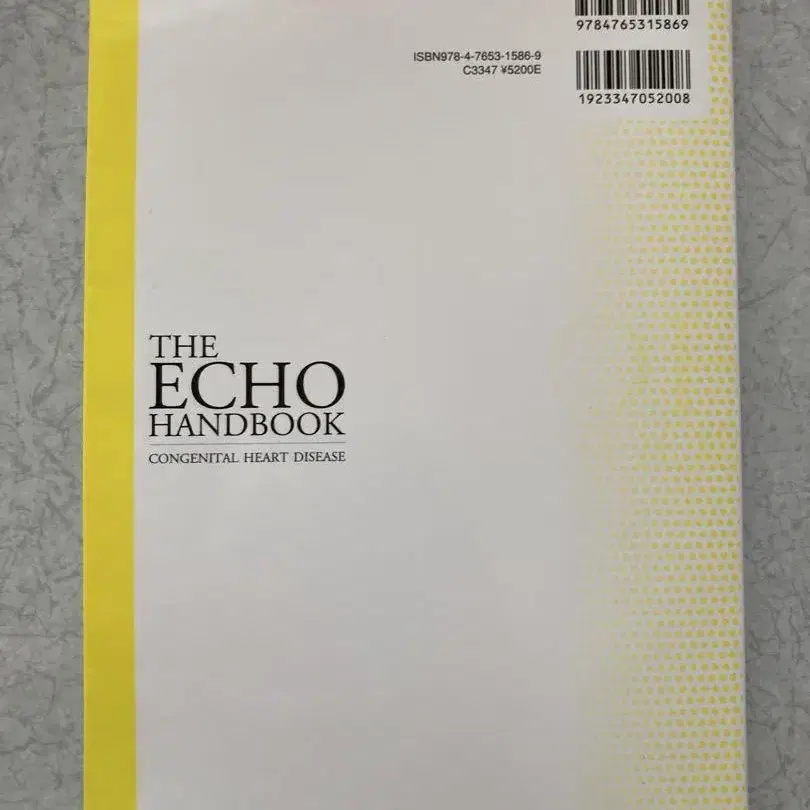 9784765315869
ISBN978-4-7653-1586-9
C3347 ¥5200E
1923347052008
THE
ECHO
HANDBOOK
CONGENITAL HEART DISEASE